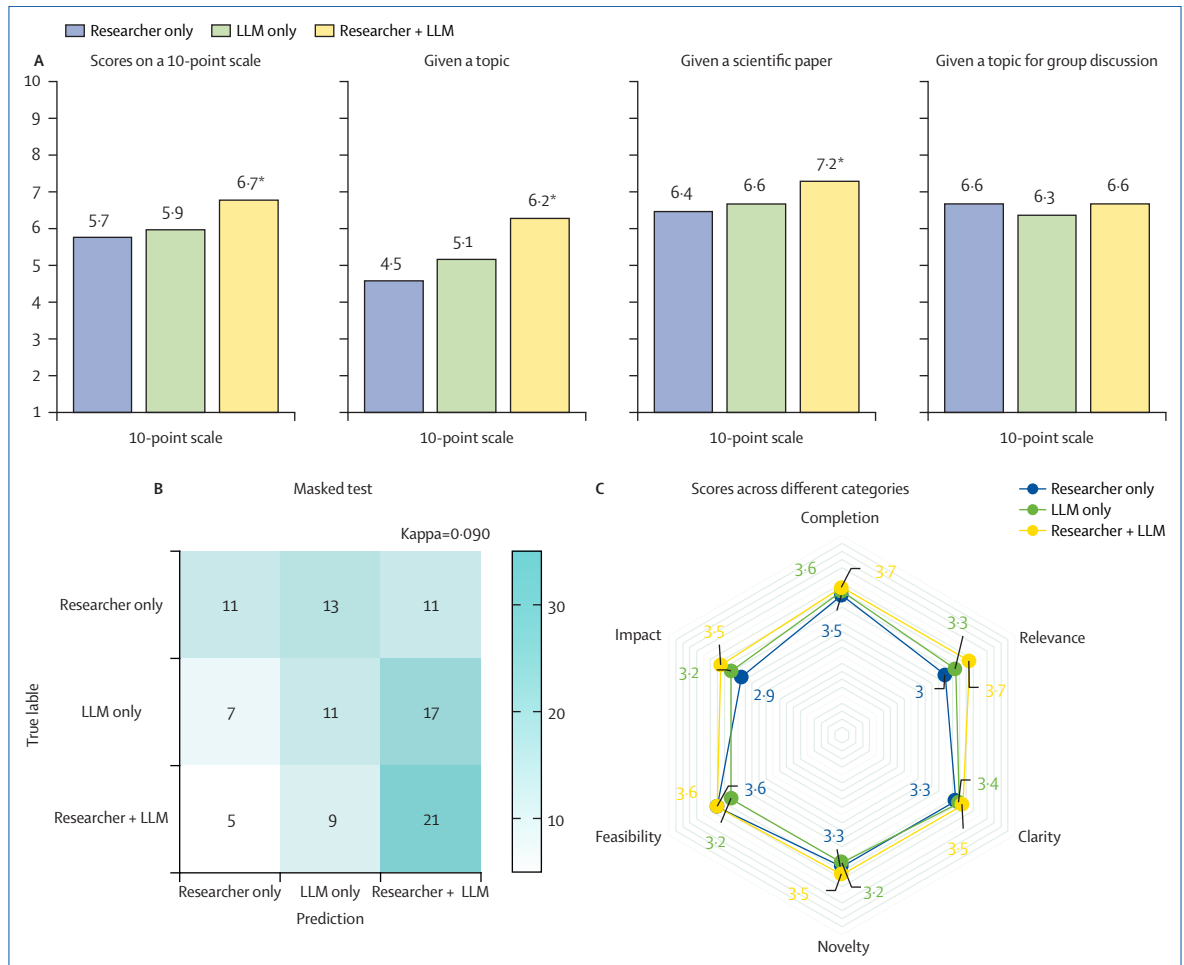 Researcher only LLM only Researcher + LLM
A Scores on a 10-point scale Given a topic Given a scientific paper Given a topic for group discussion
10
9
8
7
6
5
4
3
2
1
5·7 5·9 6·7*
4·5 5·1 6·2*
6·4 6·6 7·2*
6·6 6·3 6·6
10-point scale 10-point scale 10-point scale 10-point scale
B Masked test
Kappa=0·090
True lable
Researcher only 11 13 11
LLM only 7 11 17
Researcher + LLM 5 9 21
Researcher only LLM only Researcher + LLM
Prediction
30
20
10
C Scores across different categories
Researcher only
LLM only
Researcher + LLM
Completion
3·6 3·7
3·5
Relevance
3·3
3 3·7
Clarity
3·3 3·4
3·5
Novelty
3·3
3·5 3·2
Feasibility
3·6 3·6
3·2
Impact
3·5
3·2
2·9